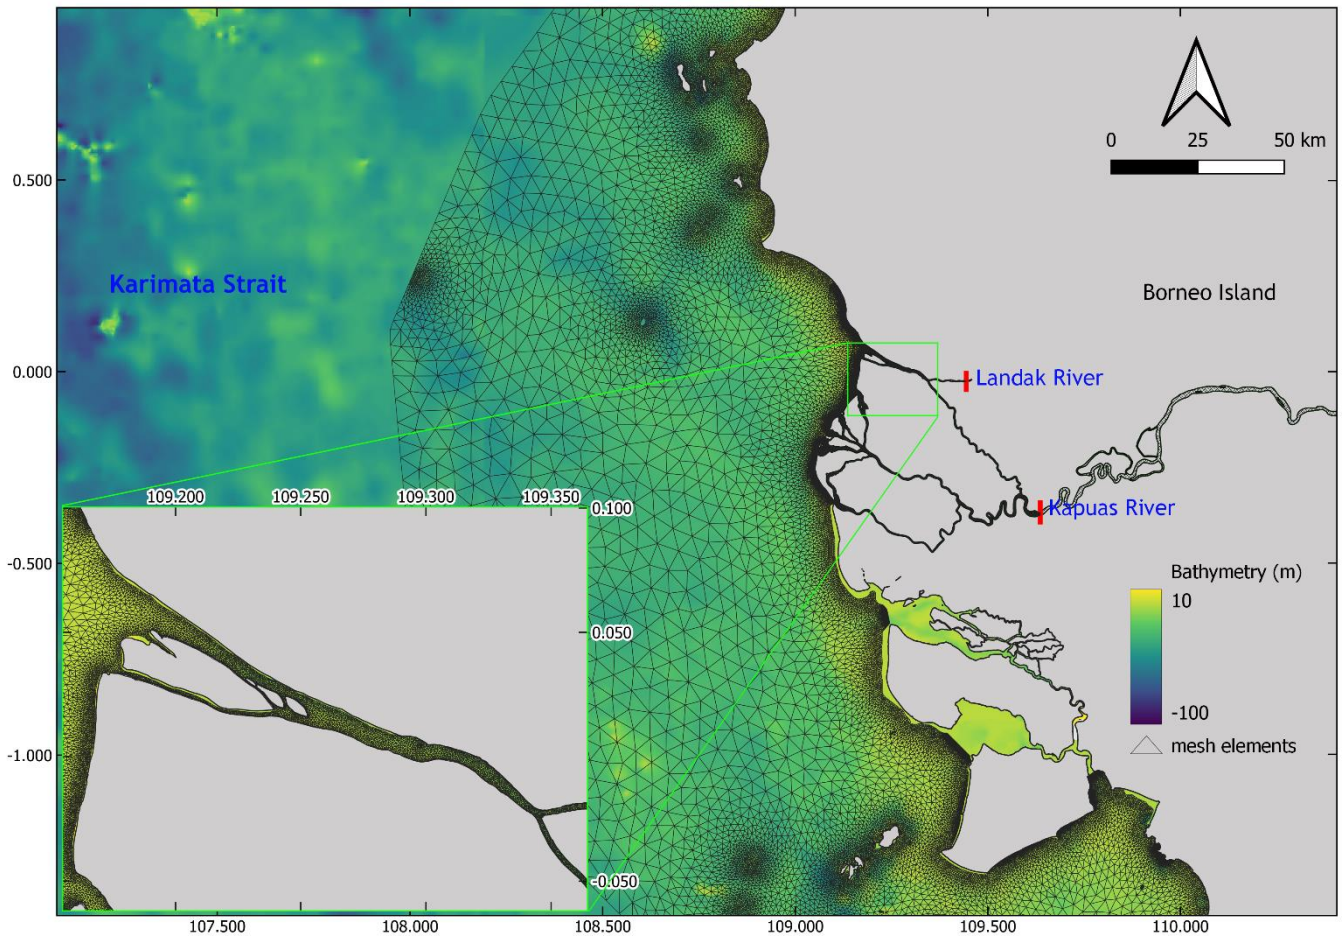 0 25 50 km
0.500
Karimata Strait
Borneo Island
0.000
Landak River
109.200 109.250 109.300 109.350
0.100
Kapuas River
-0.500
Bathymetry (m)
10
0.050
-100
mesh elements
-1.000
-0.050
107.500 108.000 108.500 109.000 109.500 110.000